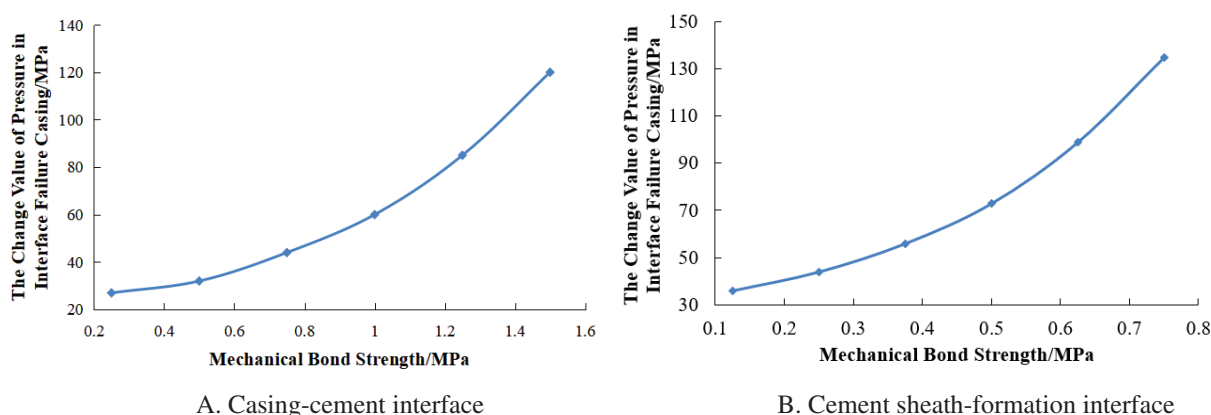 The Change Value of Pressure in
Interface Failure Casing/MPa
140
120
100
80
60
40
20
0.2 0.4 0.6 0.8 1 1.2 1.4 1.6
Mechanical Bond Strength/MPa
A. Casing-cement interface
The Change Value of Pressure in
Interface Failure Casing/MPa
150
130
110
90
70
50
30
0.1 0.2 0.3 0.4 0.5 0.6 0.7 0.8
Mechanical Bond Strength/MPa
B. Cement sheath-formation interface